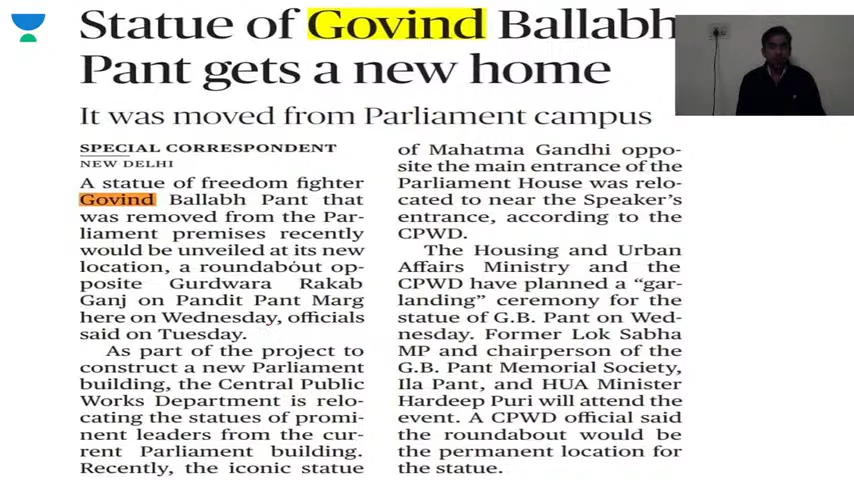 Statue of Govind Ballabh
Pant gets a new home
It was moved from Parliament campus
SPECIAL CORRESPONDENT
NEW DELHI
A statue of freedom fighter
Govind Ballabh Pant that
was removed from the Par-
liament premises recently
would be unveiled at its new
location, a roundabout op-
posite Gurdwara Rakab
Ganj on Pandit Pant Marg
here on Wednesday, officials
said on Tuesday.
As part of the project to
construct a new Parliament
building, the Central Public
Works Department is relo-
cating the statues of promi-
nent leaders from the cur-
rent Parliament building.
Recently, the iconic statue
of Mahatma Gandhi oppo-
site the main entrance of the
Parliament House was relo-
cated to near the Speaker's
entrance, according to the
CPWD.
The Housing and Urban
Affairs Ministry and the
CPWD have planned a “gar-
landing” ceremony for the
statue of G.B. Pant on Wed-
nesday. Former Lok Sabha
MP and chairperson of the
G.B. Pant Memorial Society,
Ila Pant, and HUA Minister
Hardeep Puri will attend the
event. A CPWD official said
the roundabout would be
the permanent location for
the statue.